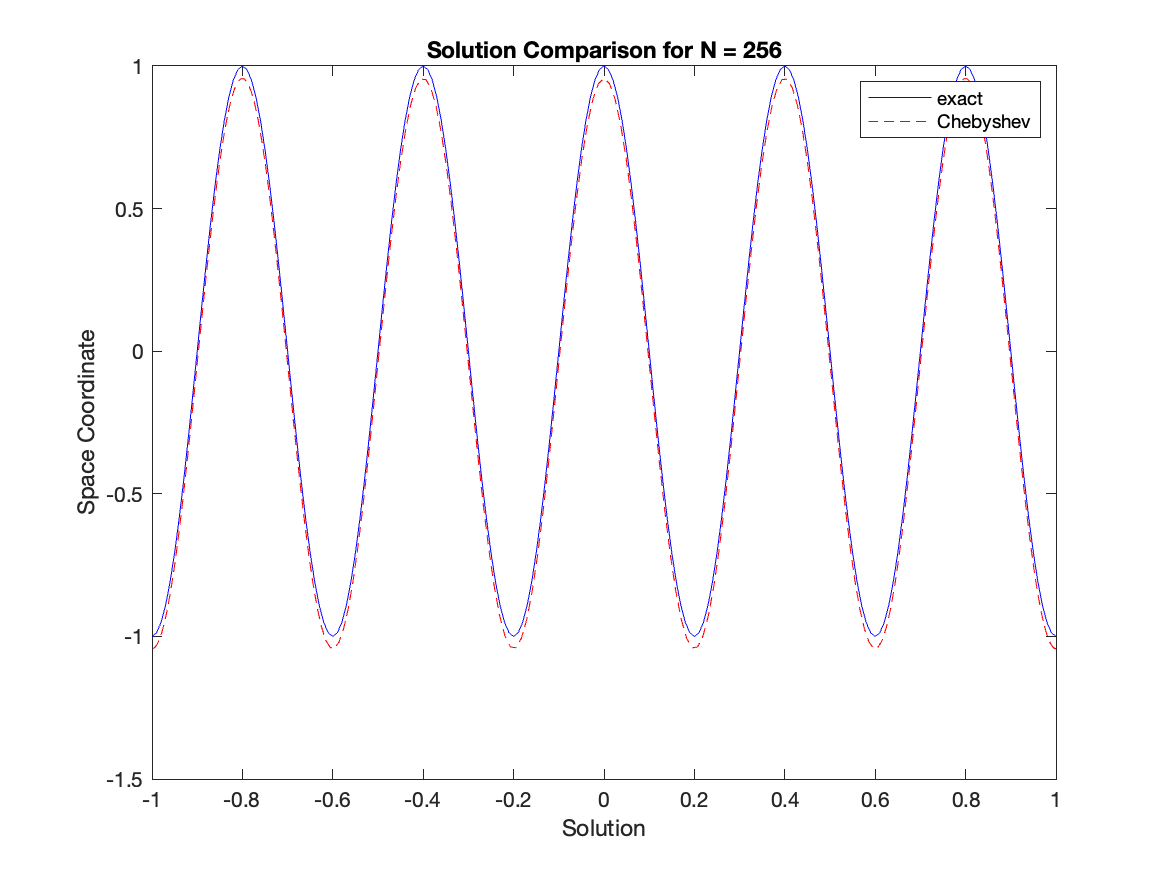 Solution Comparison for N = 256
exact
Chebyshev
1
0.5
0
-0.5
-1
-1.5
Space Coordinate
-1 -0.8 -0.6 -0.4 -0.2 0 0.2 0.4 0.6 0.8 1
Solution